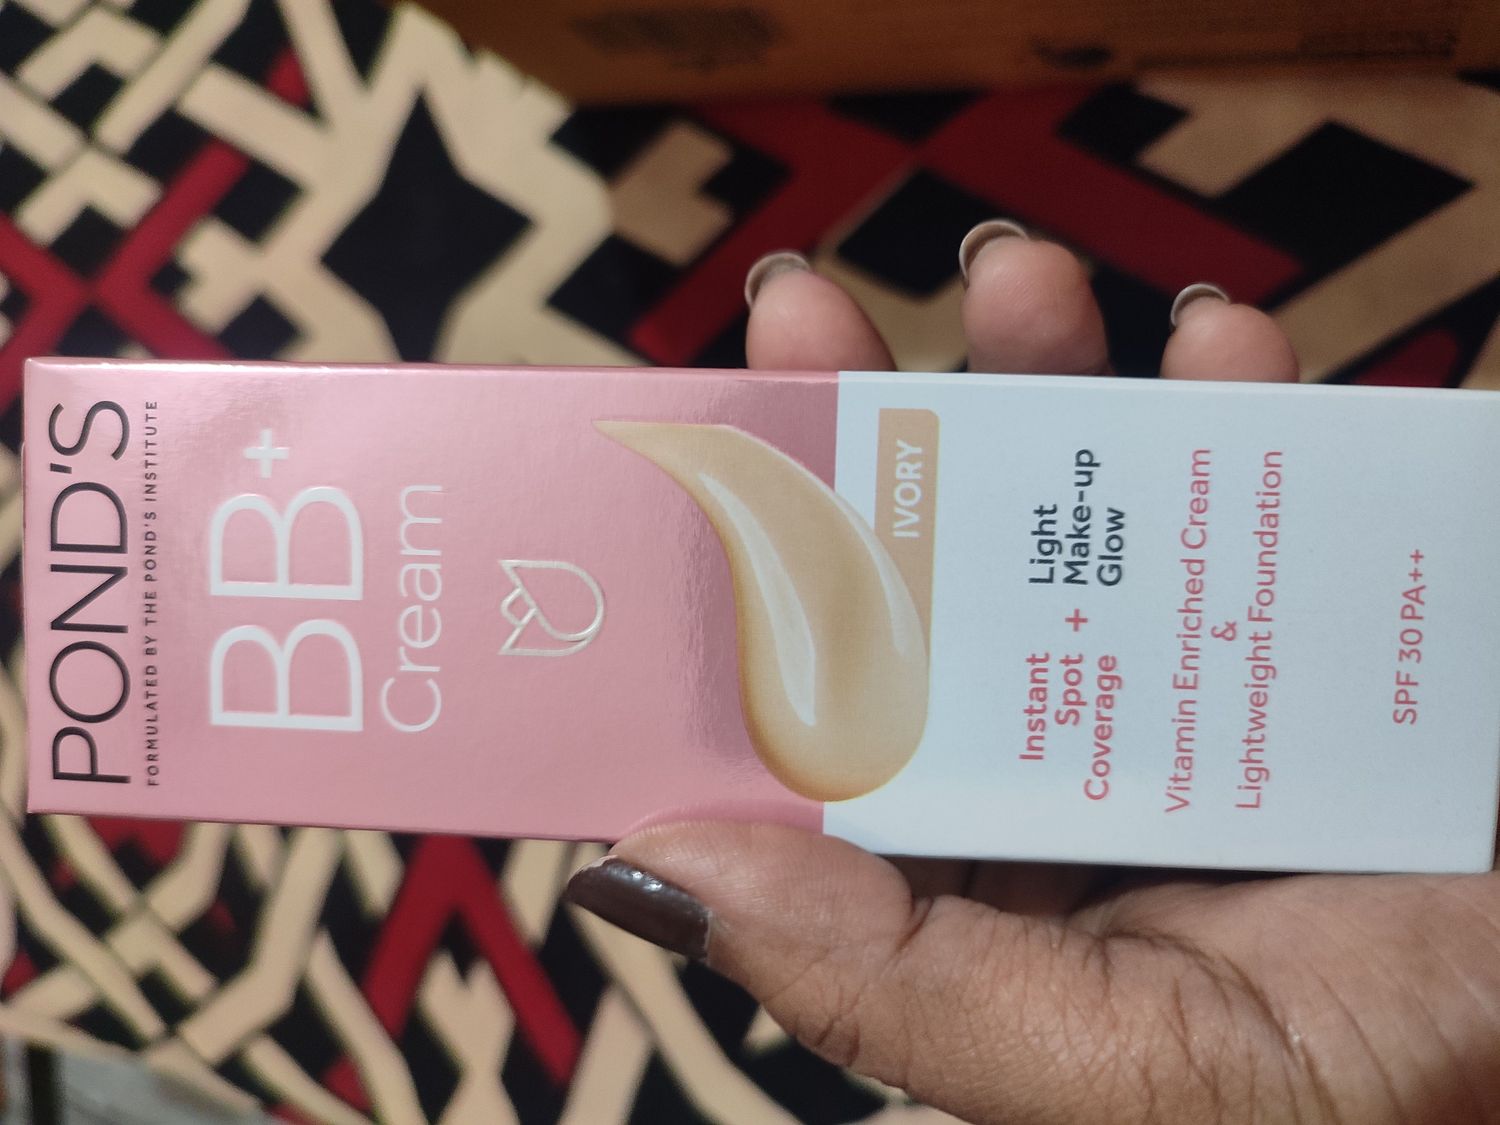 POND'S
FORMULATED BY THE POND'S INSTITUTE
BB+
Cream
IVORY
Instant
Spot
Coverage
+
Light
Make-up
Glow
Vitamin Enriched Cream
&
Lightweight Foundation
SPF 30 PA++